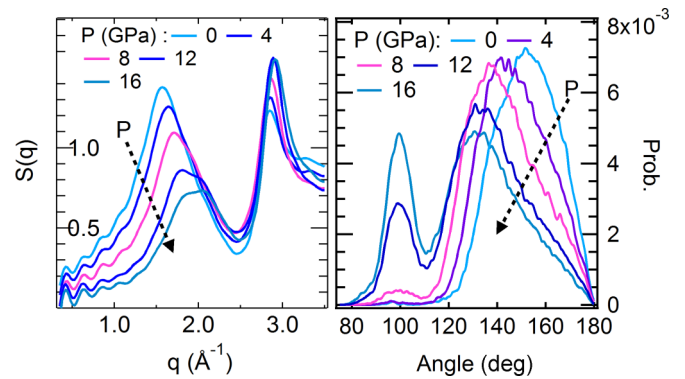 P (GPa) : 0 4
8 12
16
P
1.0
0.5
S(q)
1.0 2.0 3.0
q (Å⁻¹)
P (GPa) : 0 4
8 12
16
P
8x10⁻³
6
4
2
0
Prob.
80 100 120 140 160 181
Angle (deg)